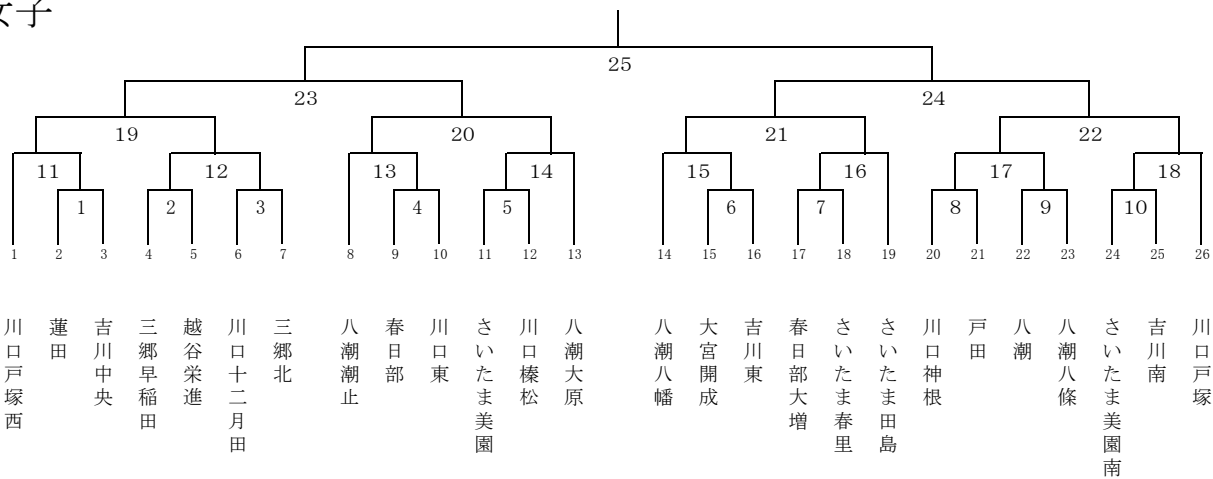 女子
25
23
24
19
20
21
22
11
12
13
14
15
16
17
18
1
2
3
4
5
6
7
8
9
10
1 2 3 4 5 6 7 8 9 10 11 12 13 14 15 16 17 18 19 20 21 22 23 24 25 26
川口戸塚西
蓮田
吉川中央
三郷早稲田
越谷栄進
川口十二月田
三郷北
八潮潮止
春日部
川口東
さいたま美園
川口榛松
八潮大原
八潮八幡
大宮開成
吉川東
春日部大増
さいたま春里
さいたま田島
川口神根
戸田
八潮
八潮八條
さいたま美園南
吉川南
川口戸塚